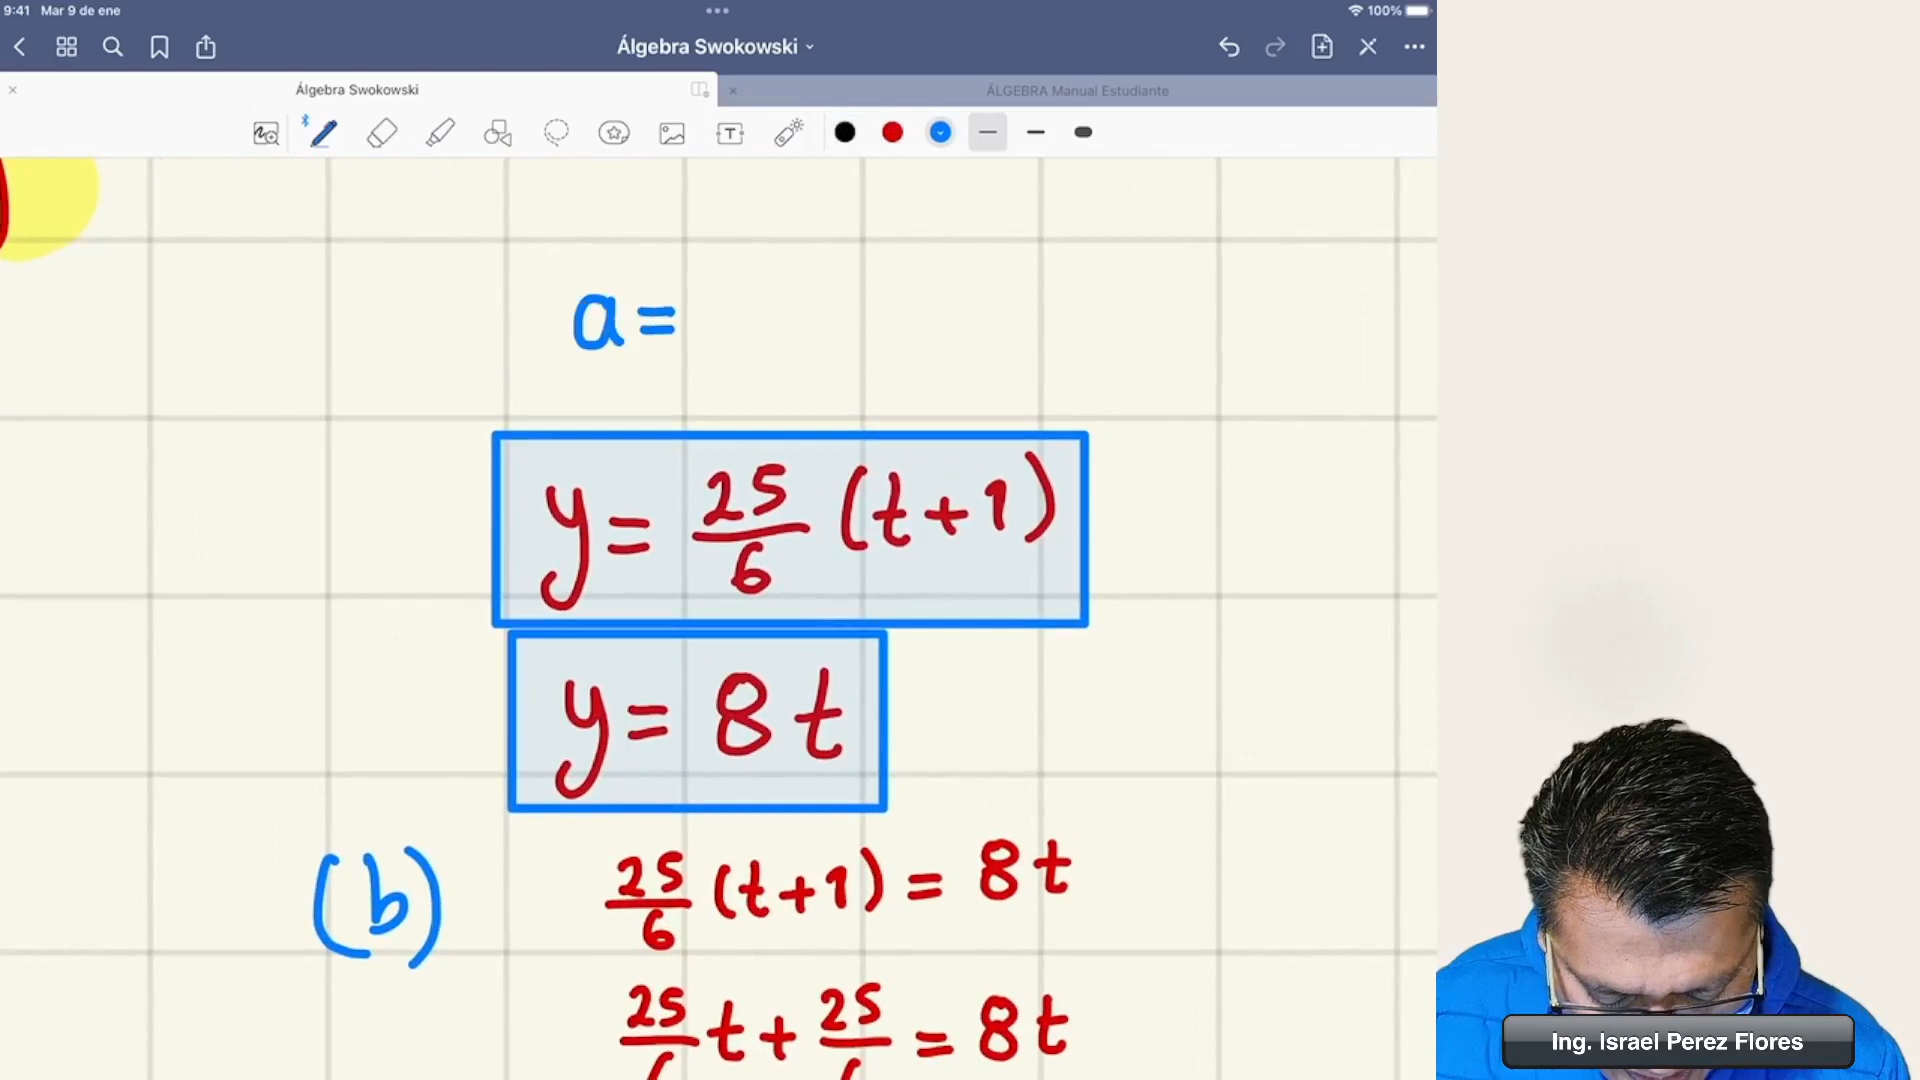 9:41 Mar 9 de ene
100%
Álgebra Swokowski
Álgebra Swokowski
ÁLGEBRA Manual Estudiante
T
a=
y= 25/6 (t+1)
y= 8t
(b)
25/6 (t+1) = 8t
25/6 t + 25/6 = 8t
Ing. Israel Perez Flores